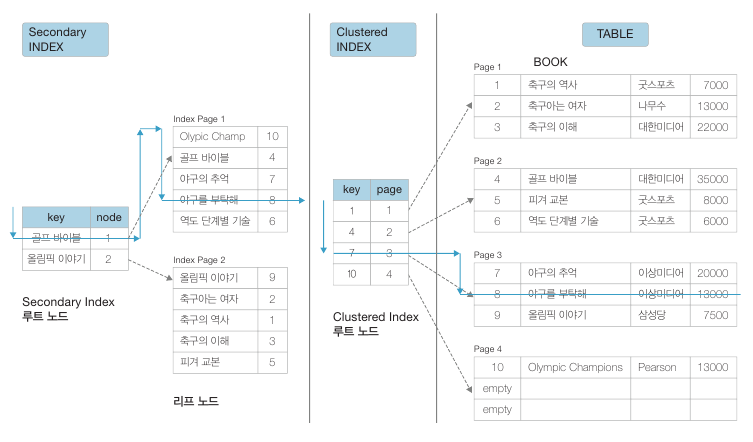 Secondary
INDEX
Clustered
INDEX
TABLE
Index Page 1
Olypic Champ 10
골프 바이블 4
야구의 추억 7
야구를 부탁해 8
역도 단계별 기술 6
key node
골프 바이블 1
올림픽 이야기 2
Index Page 2
올림픽 이야기 9
축구아는 여자 2
축구의 역사 1
축구의 이해 3
피겨 교본 5
Secondary Index
루트 노드
리프 노드
key page
1 1
4 2
7 3
10 4
Clustered Index
루트 노드
BOOK
Page 1
1 축구의 역사 굿스포츠 7000
2 축구아는 여자 나무수 13000
3 축구의 이해 대한미디어 22000
Page 2
4 골프 바이블 대한미디어 35000
5 피겨 교본 굿스포츠 8000
6 역도 단계별 기술 굿스포츠 6000
Page 3
7 야구의 추억 이상미디어 20000
8 야구를 부탁해 이상미디어 13000
9 올림픽 이야기 삼성당 7500
Page 4
10 Olympic Champions Pearson 13000
empty
empty